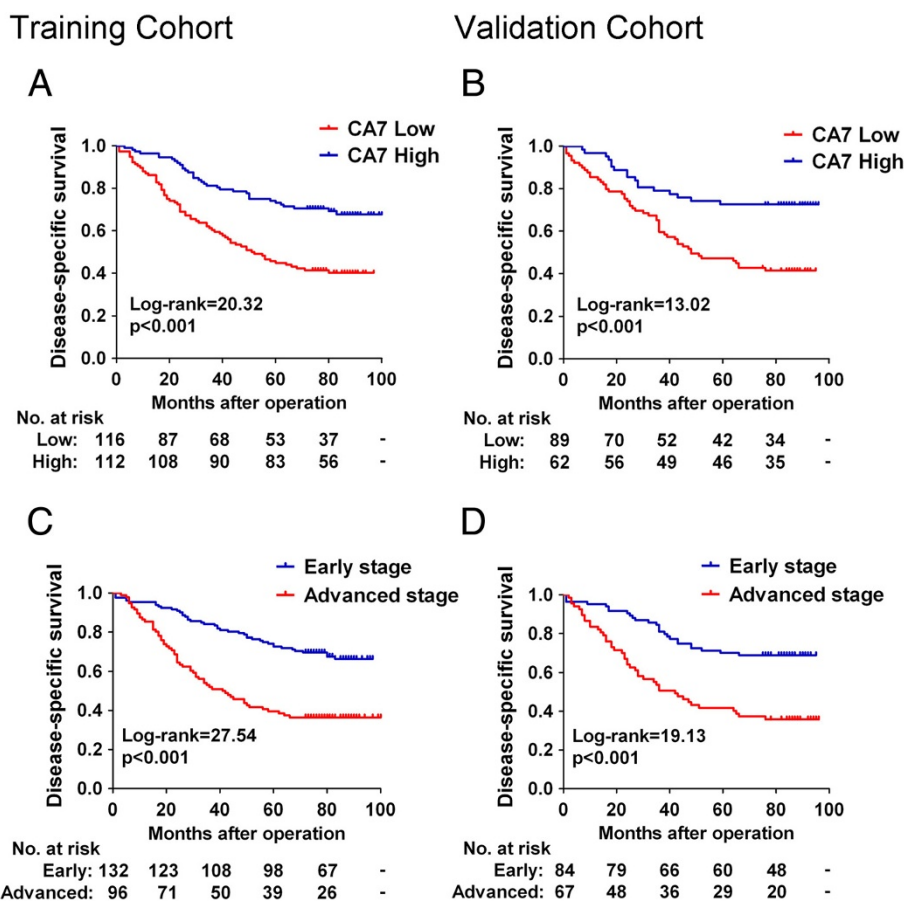 Training Cohort
Validation Cohort
A
Disease-specific survival
1.0
0.8
0.6
0.4
0.2
0.0
CA7 Low
CA7 High
Log-rank=20.32
p<0.001
0 20 40 60 80 100
Months after operation
No. at risk
Low: 116 87 68 53 37 -
High: 112 108 90 83 56 -
B
Disease-specific survival
1.0
0.8
0.6
0.4
0.2
0.0
CA7 Low
CA7 High
Log-rank=13.02
p<0.001
0 20 40 60 80 100
Months after operation
No. at risk
Low: 89 70 52 42 34 -
High: 62 56 49 46 35 -
C
Disease-specific survival
1.0
0.8
0.6
0.4
0.2
0.0
Early stage
Advanced stage
Log-rank=27.54
p<0.001
0 20 40 60 80 100
Months after operation
No. at risk
Early: 132 123 108 98 67 -
Advanced: 96 71 50 39 26 -
D
Disease-specific survival
1.0
0.8
0.6
0.4
0.2
0.0
Early stage
Advanced stage
Log-rank=19.13
p<0.001
0 20 40 60 80 100
Months after operation
No. at risk
Early: 84 79 66 60 48 -
Advanced: 67 48 36 29 20 -